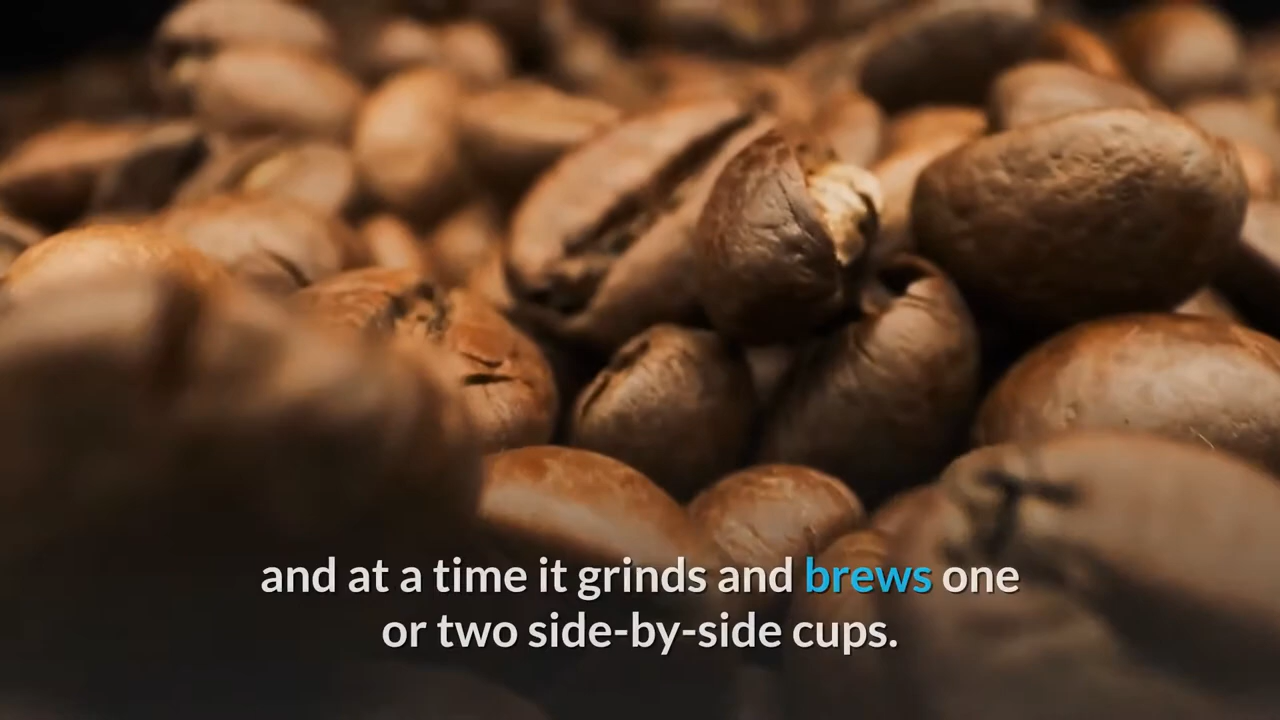 and at a time it grinds and brews one
or two side-by-side cups.